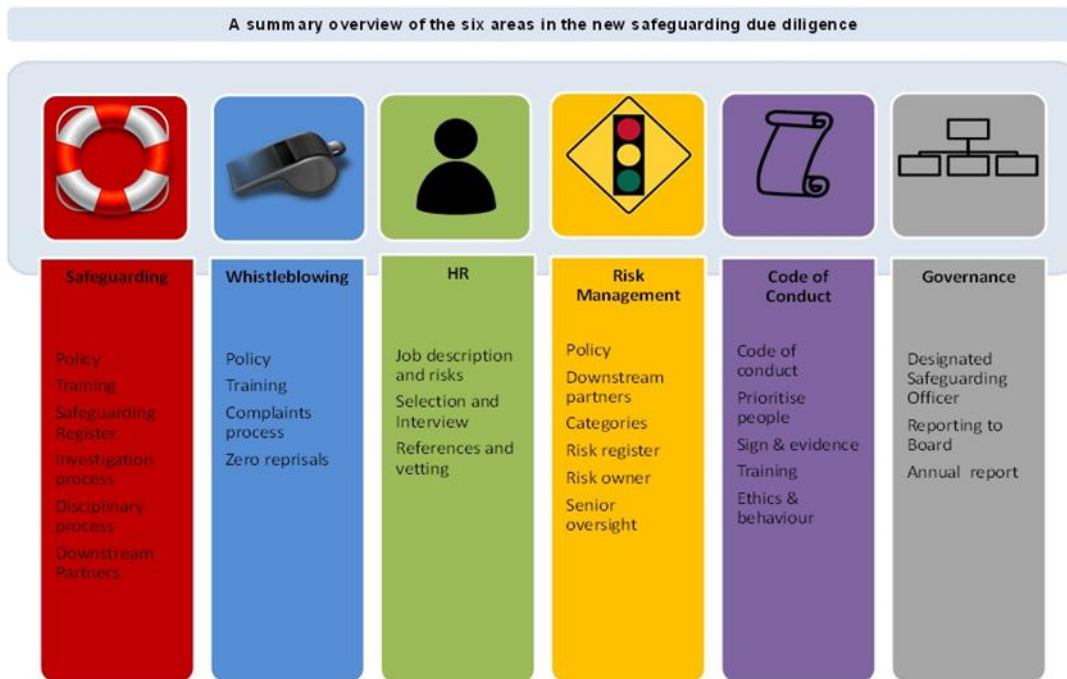 A summary overview of the six areas in the new safeguarding due diligence
Safeguarding
Policy
Training
Safeguarding
Register
Investigation
process
Disciplinary
process
Downstream
Partners
Whistleblowing
Policy
Training
Complaints
process
Zero reprisals
HR
Job description
and risks
Selection and
Interview
References and
vetting
Risk
Management
Policy
Downstream
partners
Categories
Risk register
Risk owner
Senior
oversight
Code of
Conduct
Code of
conduct
Prioritise
people
Sign & evidence
Training
Ethics &
behaviour
Governance
Designated
Safeguarding
Officer
Reporting to
Board
Annual report